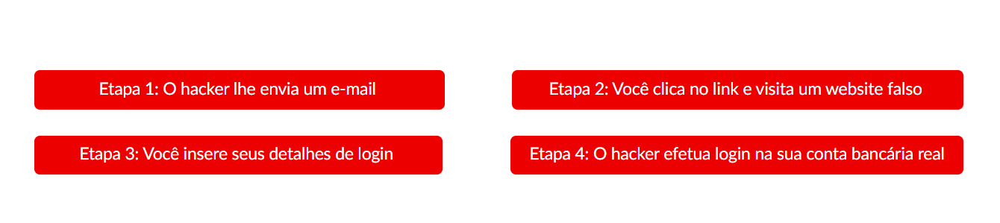 Etapa 1: O hacker lhe envia um e-mail
Etapa 2: Você clica no link e visita um website falso
Etapa 3: Você insere seus detalhes de login
Etapa 4: O hacker efetua login na sua conta bancária real